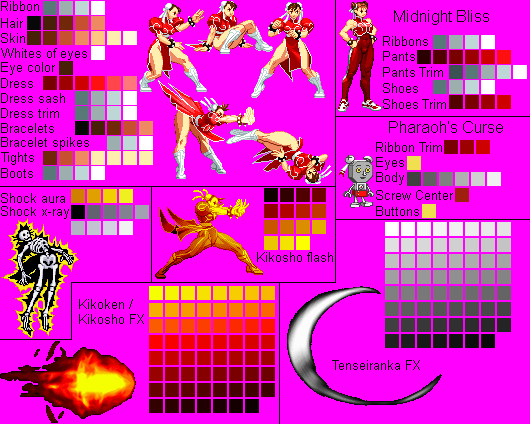 Ribbon
Hair
Skin
Whites of eyes
Eye color
Dress
Dress sash
Dress trim
Bracelets
Bracelet spikes
Tights
Boots
Midnight Bliss
Ribbons
Pants
Pants Trim
Shoes
Shoes Trim
Pharaoh's Curse
Ribbon Trim
Eyes
Body
Screw Center
Buttons
Shock aura
Shock x-ray
Kikosho flash
Kikoken /
Kikosho FX
Tenseiranka FX